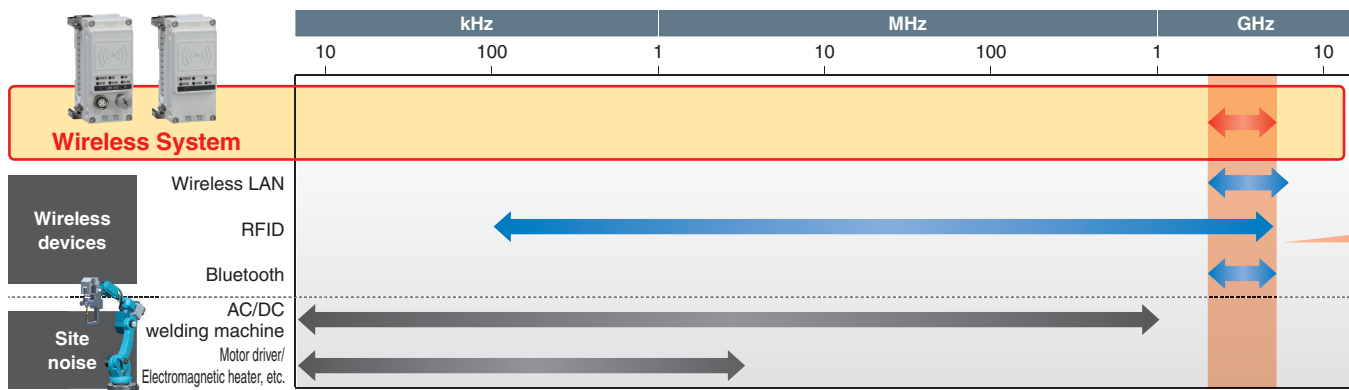 kHz MHz GHz
10 100 1 10 100 1 10
Wireless System
Wireless LAN
Wireless
devices
RFID
Bluetooth
AC/DC
welding machine
Site
noise
Motor driver/
Electromagnetic heater, etc.